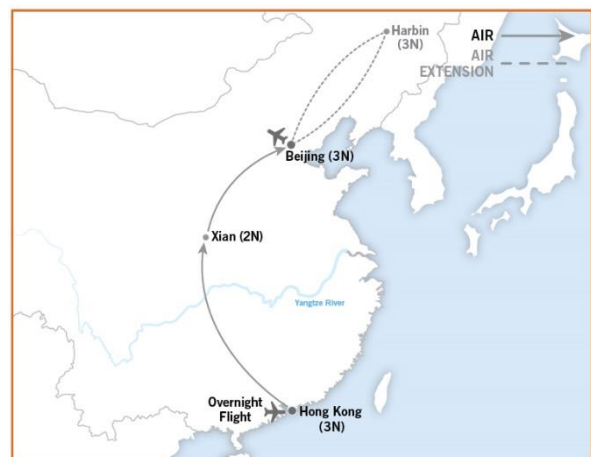 Harbin
(3N)
AIR
AIR
EXTENSION
Beijing (3N)
Xian (2N)
Yangtze River
Overnight
Flight
Hong Kong
(3N)